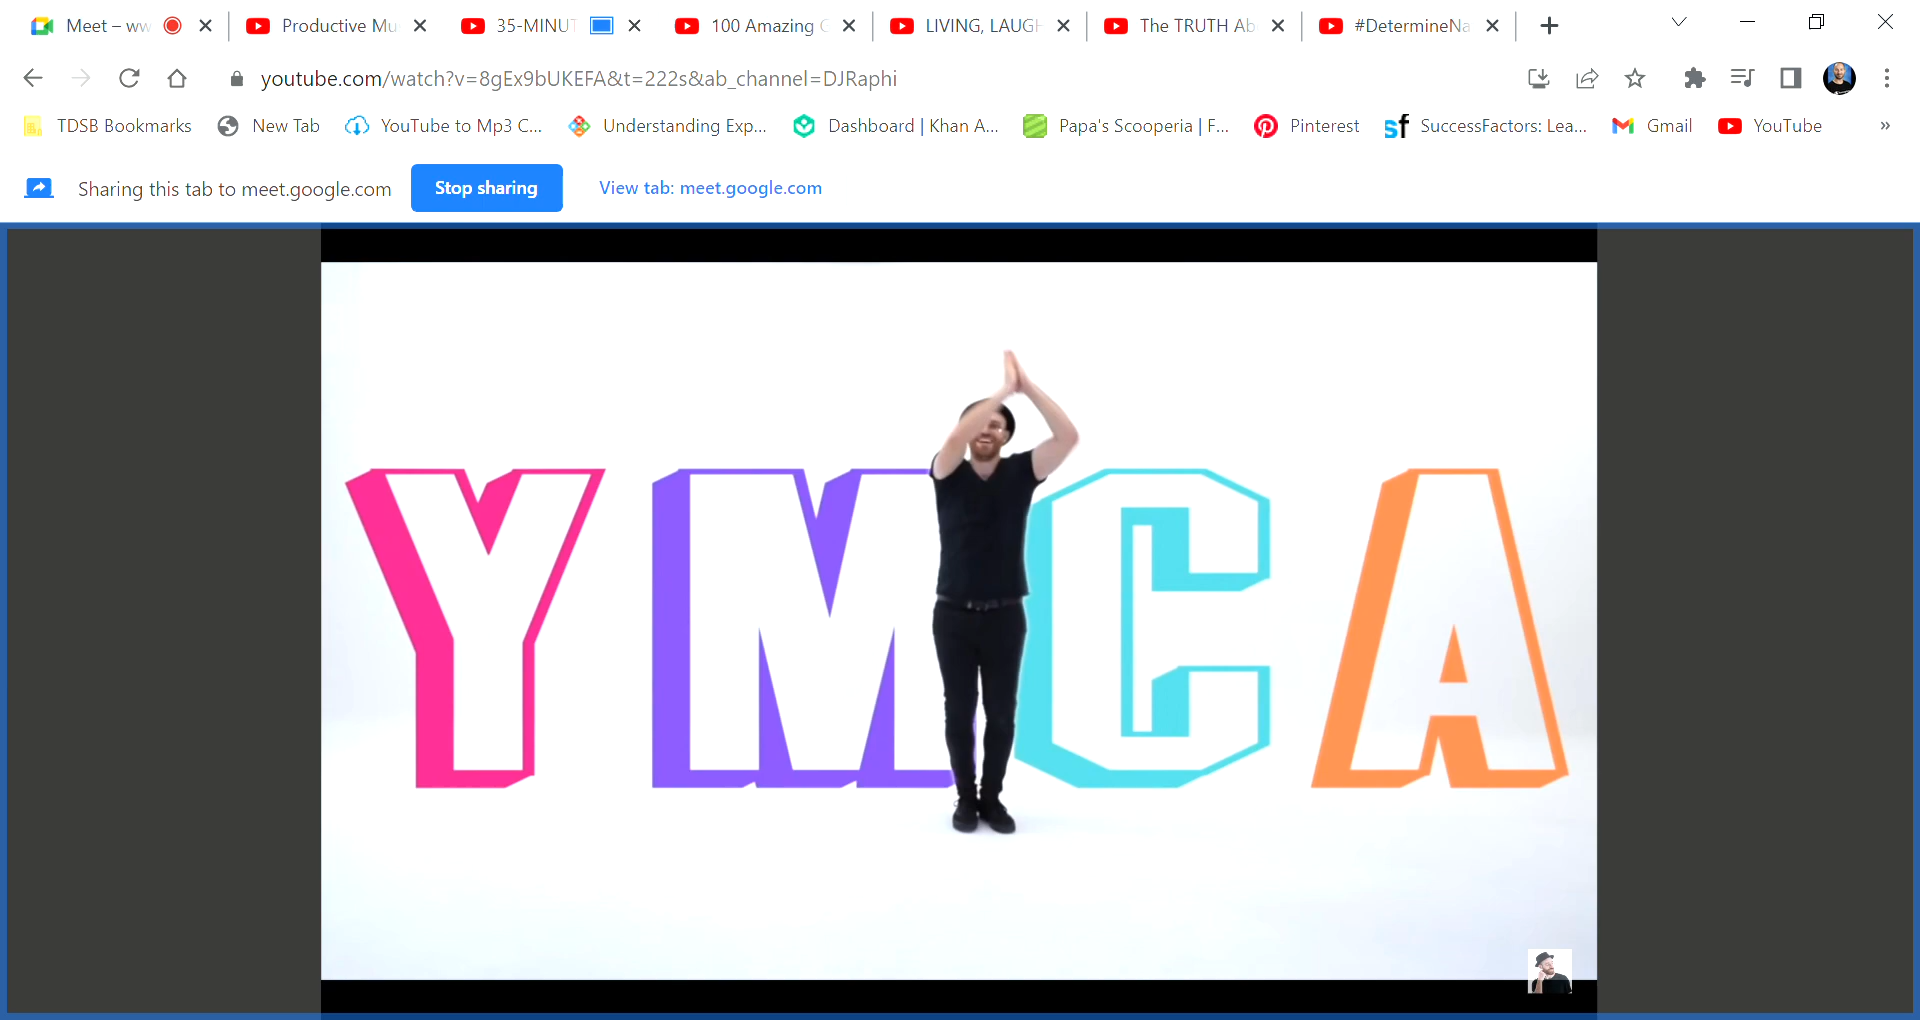 Meet – ww
Productive Mu
35-MINUT
100 Amazing
LIVING, LAUGH
The TRUTH Ab
#DetermineNa
youtube.com/watch?v=8gEx9bUKEFA&t=222s&ab_channel=DJRaphi
TDSB Bookmarks
New Tab
YouTube to Mp3 C...
Understanding Exp...
Dashboard | Khan A...
Papa's Scooperia | F...
Pinterest
sf
SuccessFactors: Lea...
Gmail
YouTube
»
Sharing this tab to meet.google.com
Stop sharing
View tab: meet.google.com
YMCA